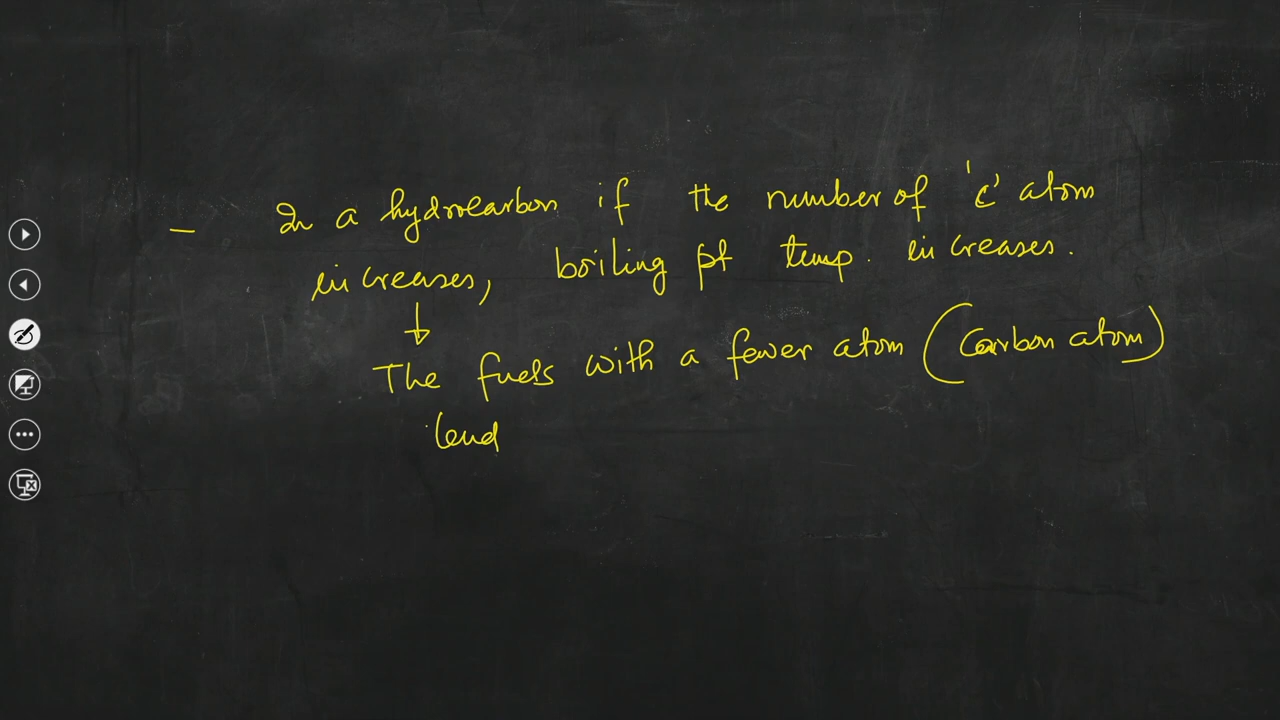 — In a hydrocarbon if the number of 'c' atom
increases, boiling pt temp. increases.
↓
The fuels with a fewer atom (Carbon atom)
tend